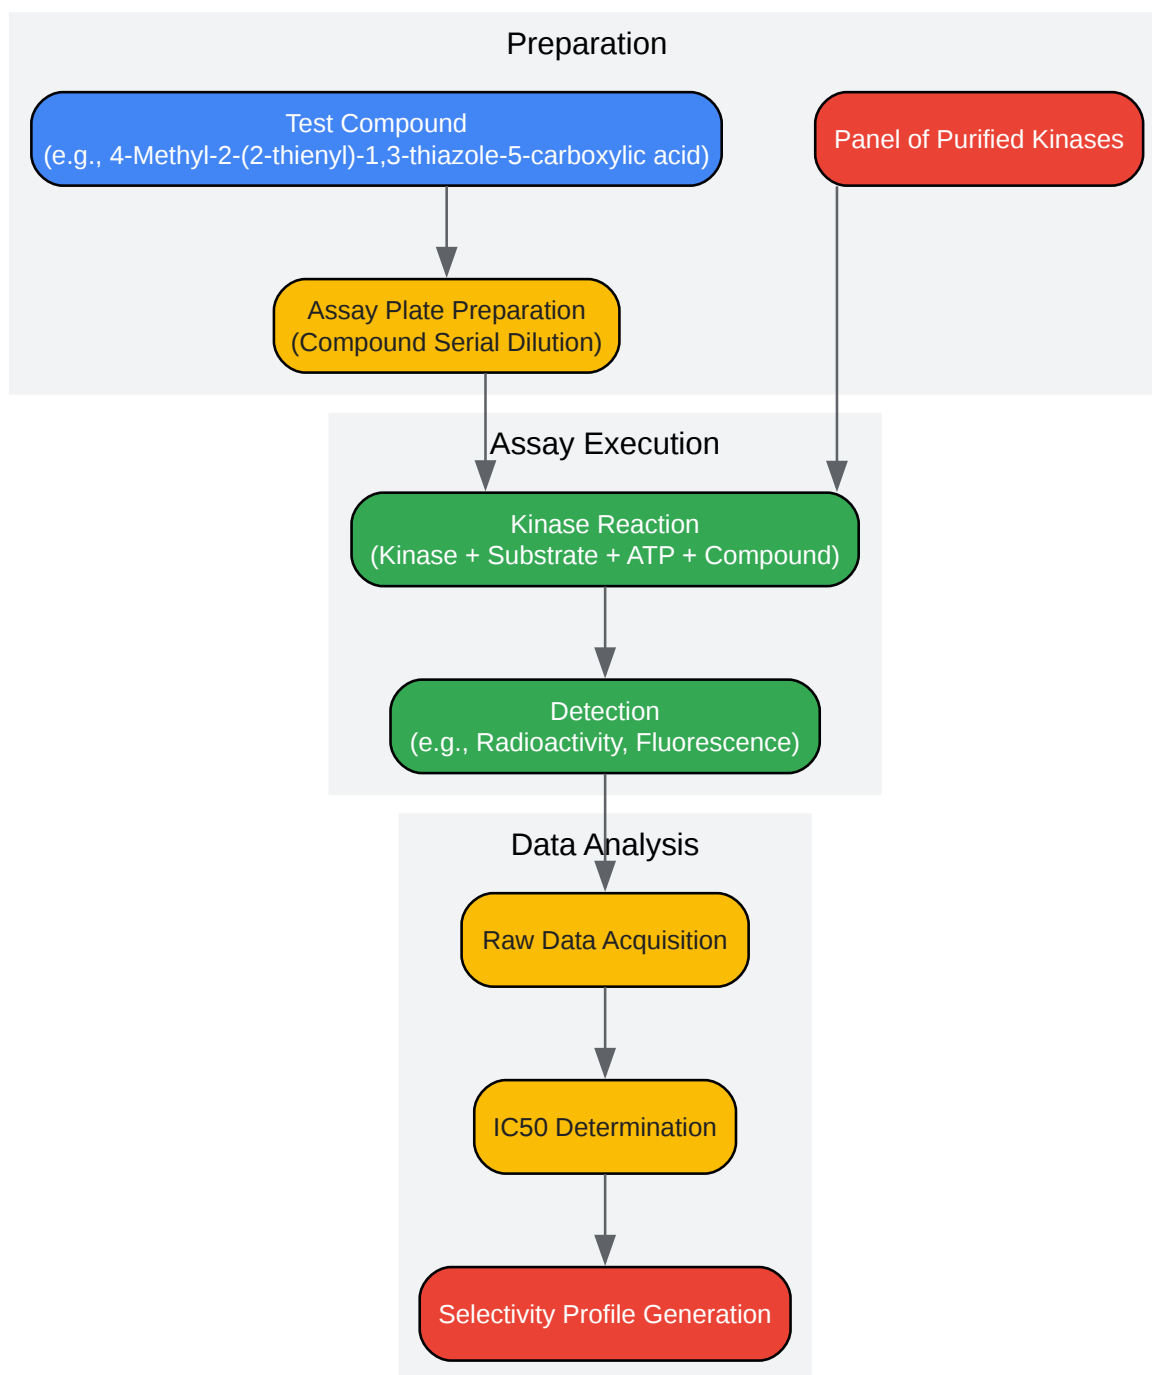 Preparation
Test Compound
(e.g., 4-Methyl-2-(2-thienyl)-1,3-thiazole-5-carboxylic acid)
Panel of Purified Kinases
Assay Plate Preparation
(Compound Serial Dilution)
Assay Execution
Kinase Reaction
(Kinase + Substrate + ATP + Compound)
Detection
(e.g., Radioactivity, Fluorescence)
Data Analysis
Raw Data Acquisition
IC50 Determination
Selectivity Profile Generation